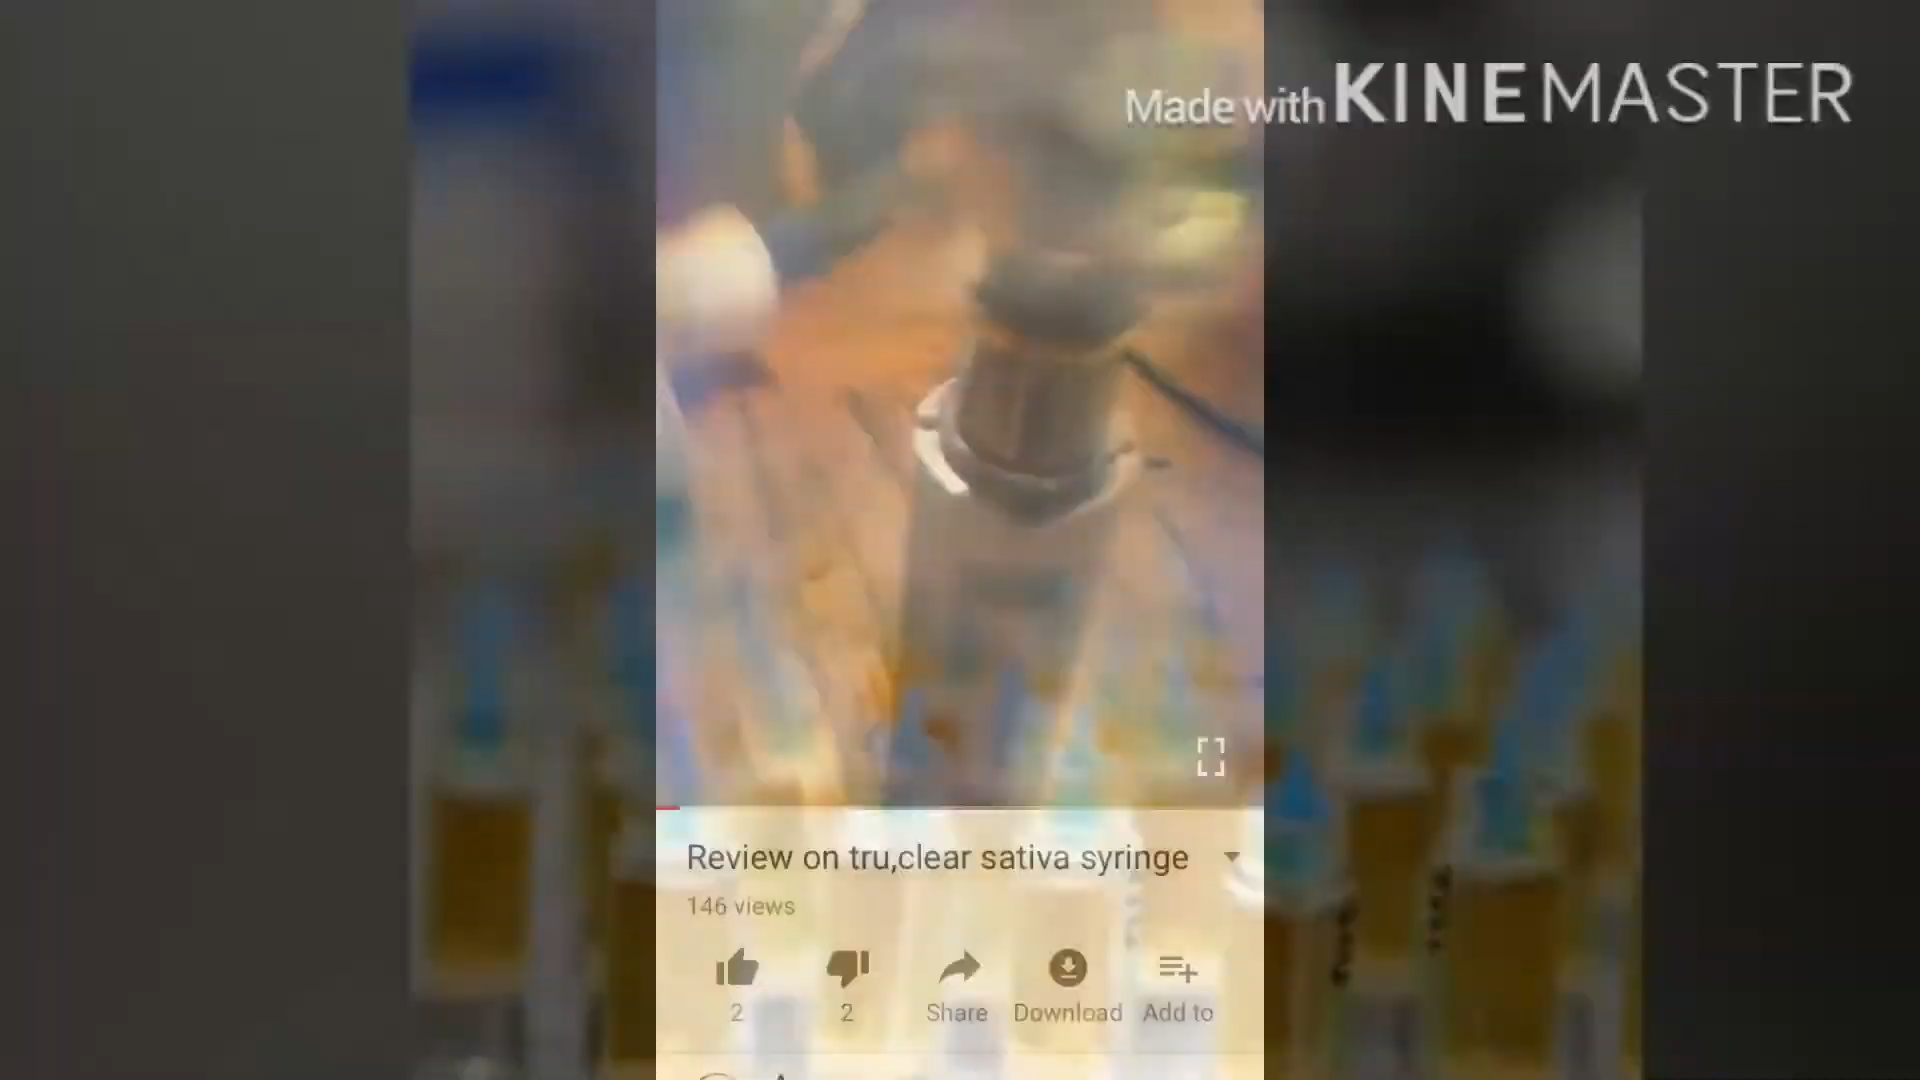 Made with KINEMASTER
Review on tru,clear sativa syringe
146 views
2
2
Share
Download
Add to